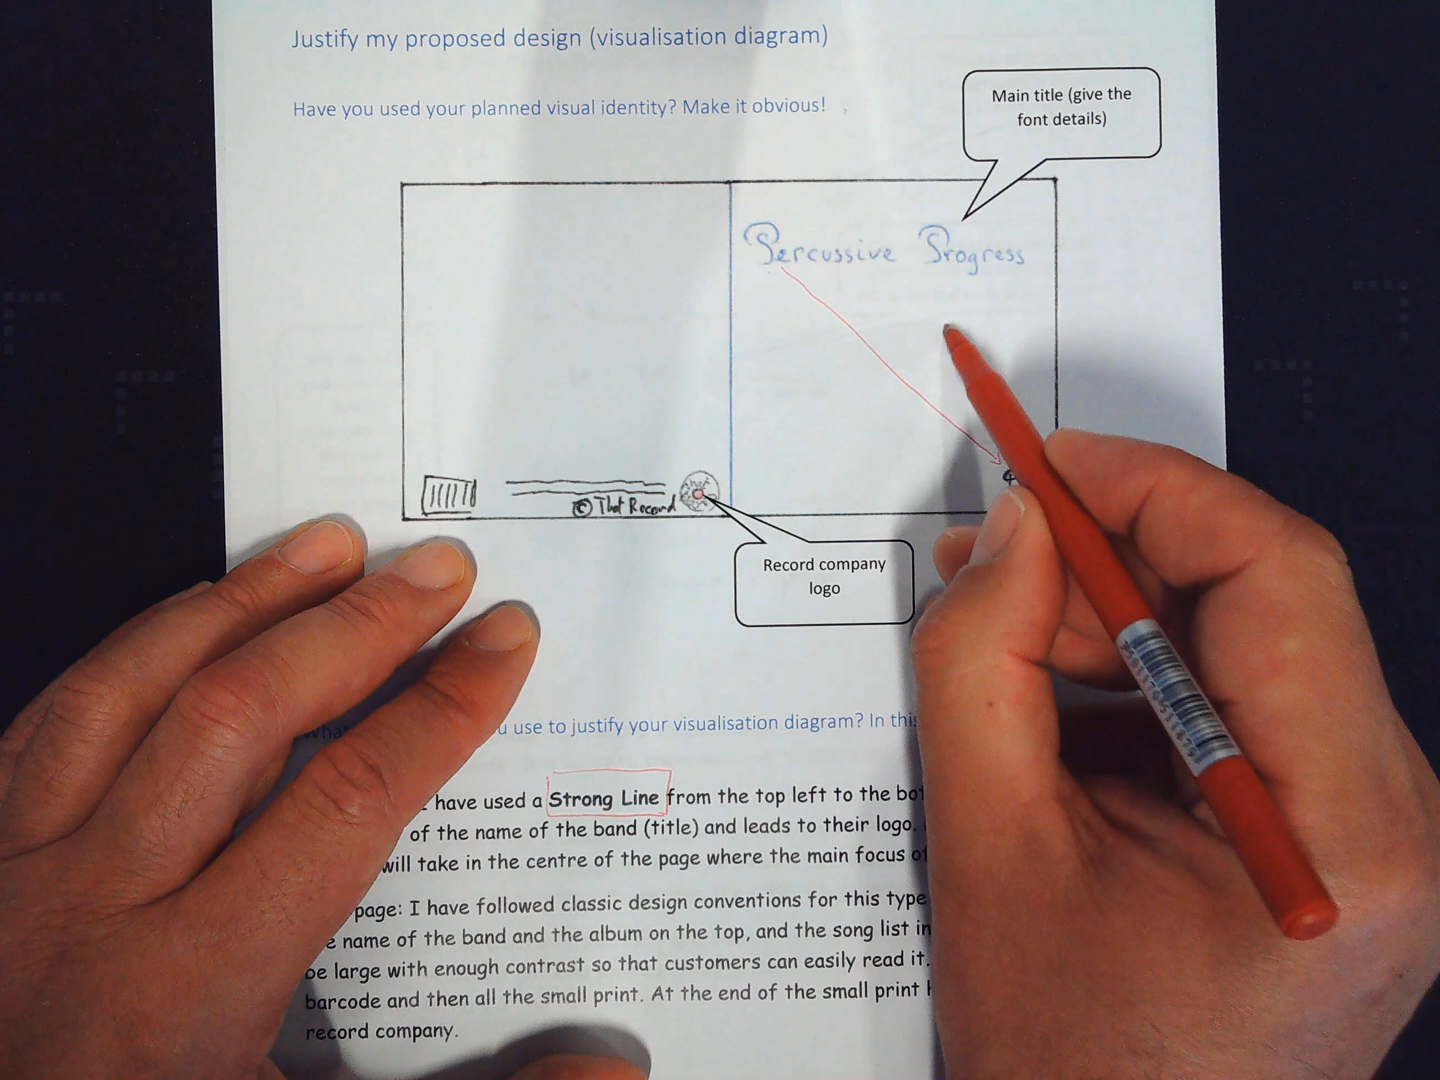 Justify my proposed design (visualisation diagram)
Have you used your planned visual identity? Make it obvious!
Main title (give the
font details)
Percussive Progress
© That Record
Record company
logo
use to justify your visualisation diagram? In this
have used a Strong Line from the top left to the
of the name of the band (title) and leads to their logo.
will take in the centre of the page where the main focus
page: I have followed classic design conventions for this type
name of the band and the album on the top, and the song list in
be large with enough contrast so that customers can easily read it.
barcode and then all the small print. At the end of the small print
record company.